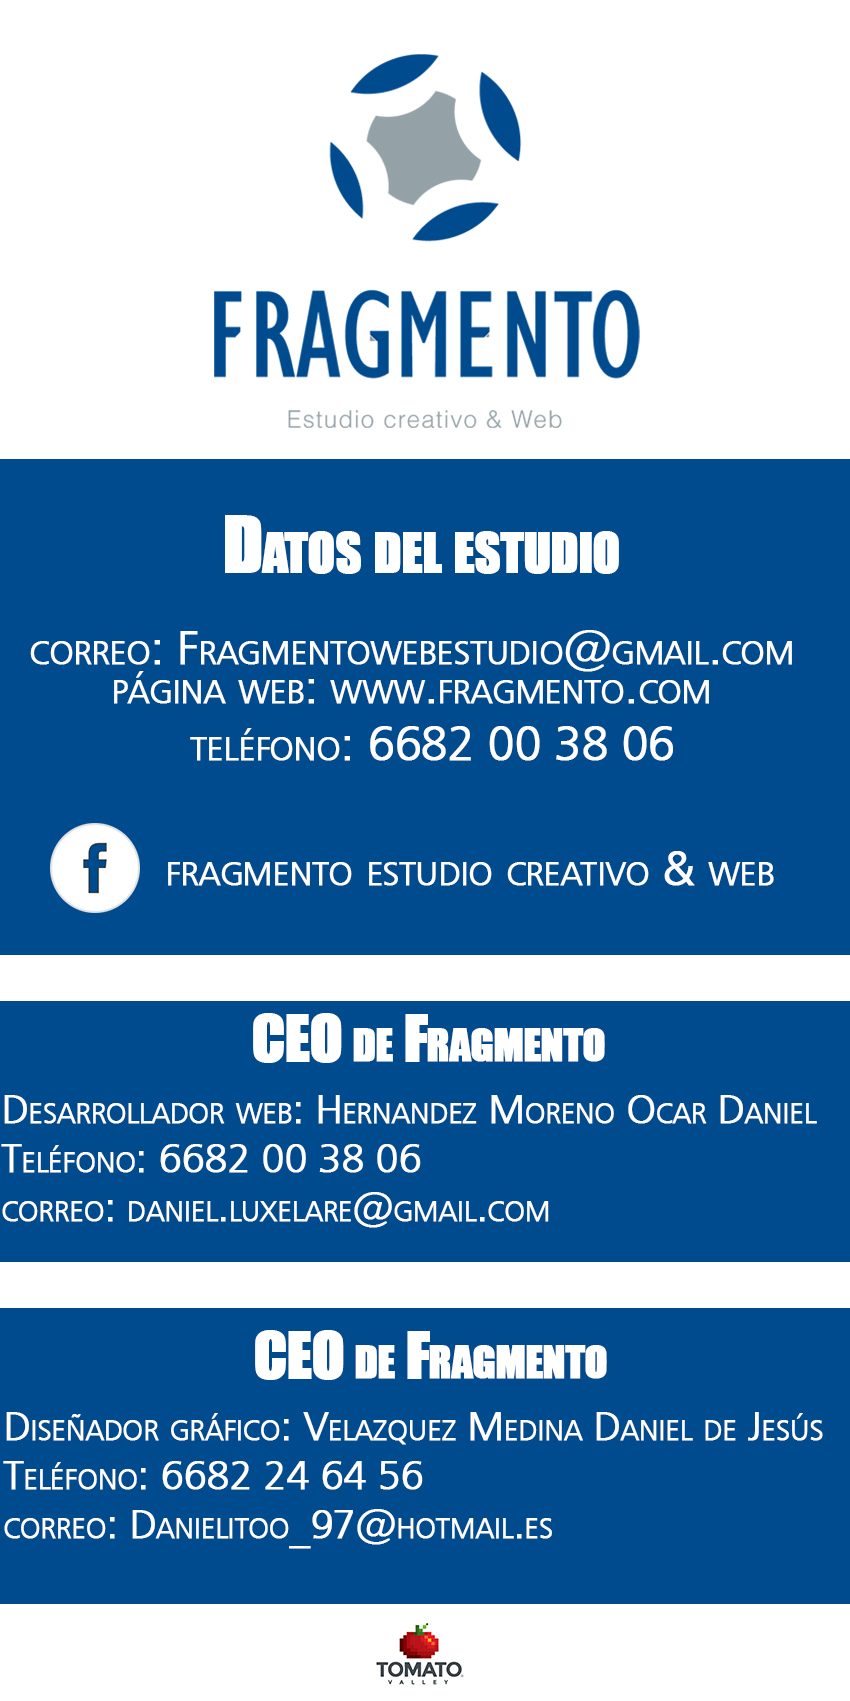 FRAGMENTO
Estudio creativo & Web
Datos del estudio
correo: Fragmentowebestudio@gmail.com
página web: www.fragmento.com
teléfono: 6682 00 38 06
f fragmento estudio creativo & web
CEO de Fragmento
Desarrollador web: Hernandez Moreno Ocar Daniel
Teléfono: 6682 00 38 06
correo: daniel.luxelare@gmail.com
CEO de Fragmento
Diseñador gráfico: Velazquez Medina Daniel de Jesús
Teléfono: 6682 24 64 56
correo: Danielitoo_97@hotmail.es
TOMATO
VALLEY